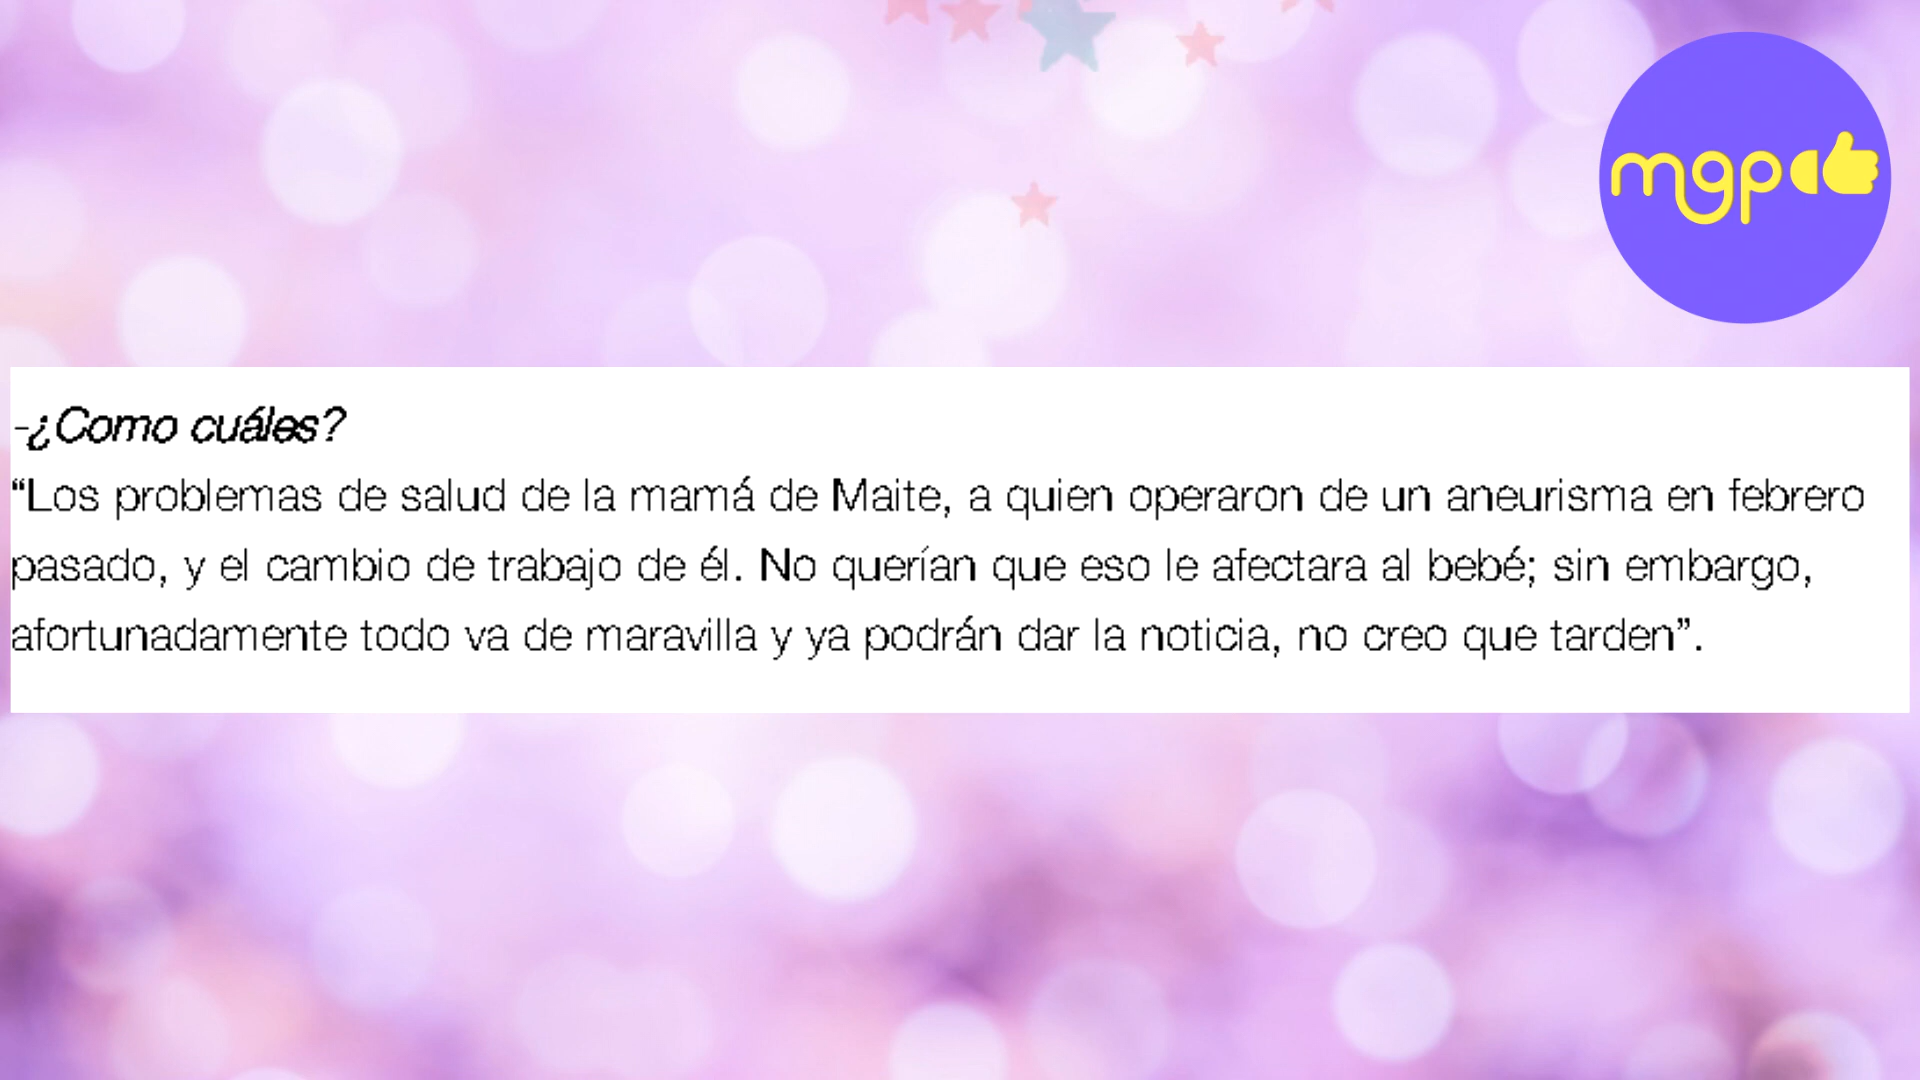 mgp
-¿Como cuáles?
“Los problemas de salud de la mamá de Maite, a quien operaron de un aneurisma en febrero
pasado, y el cambio de trabajo de él. No querían que eso le afectara al bebé; sin embargo,
afortunadamente todo va de maravilla y ya podrán dar la noticia, no creo que tarden”.